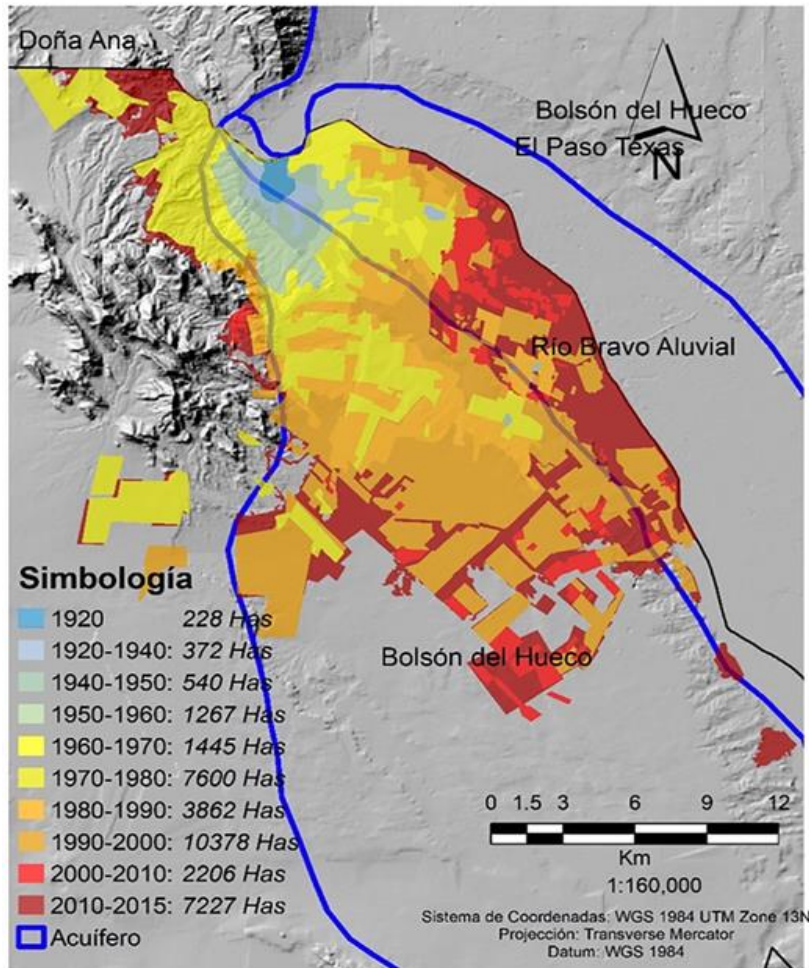 Doña Ana
Bolsón del Hueco
El Paso Texas
N
Río Bravo Aluvial
Bolsón del Hueco
Simbología
1920 228 Has
1920-1940: 372 Has
1940-1950: 540 Has
1950-1960: 1267 Has
1960-1970: 1445 Has
1970-1980: 7600 Has
1980-1990: 3862 Has
1990-2000: 10378 Has
2000-2010: 2206 Has
2010-2015: 7227 Has
Acuífero
0 1.5 3 6 9 12
Km
1:160,000
Sistema de Coordenadas: WGS 1984 UTM Zone 13N
Projección: Transverse Mercator
Datum: WGS 1984